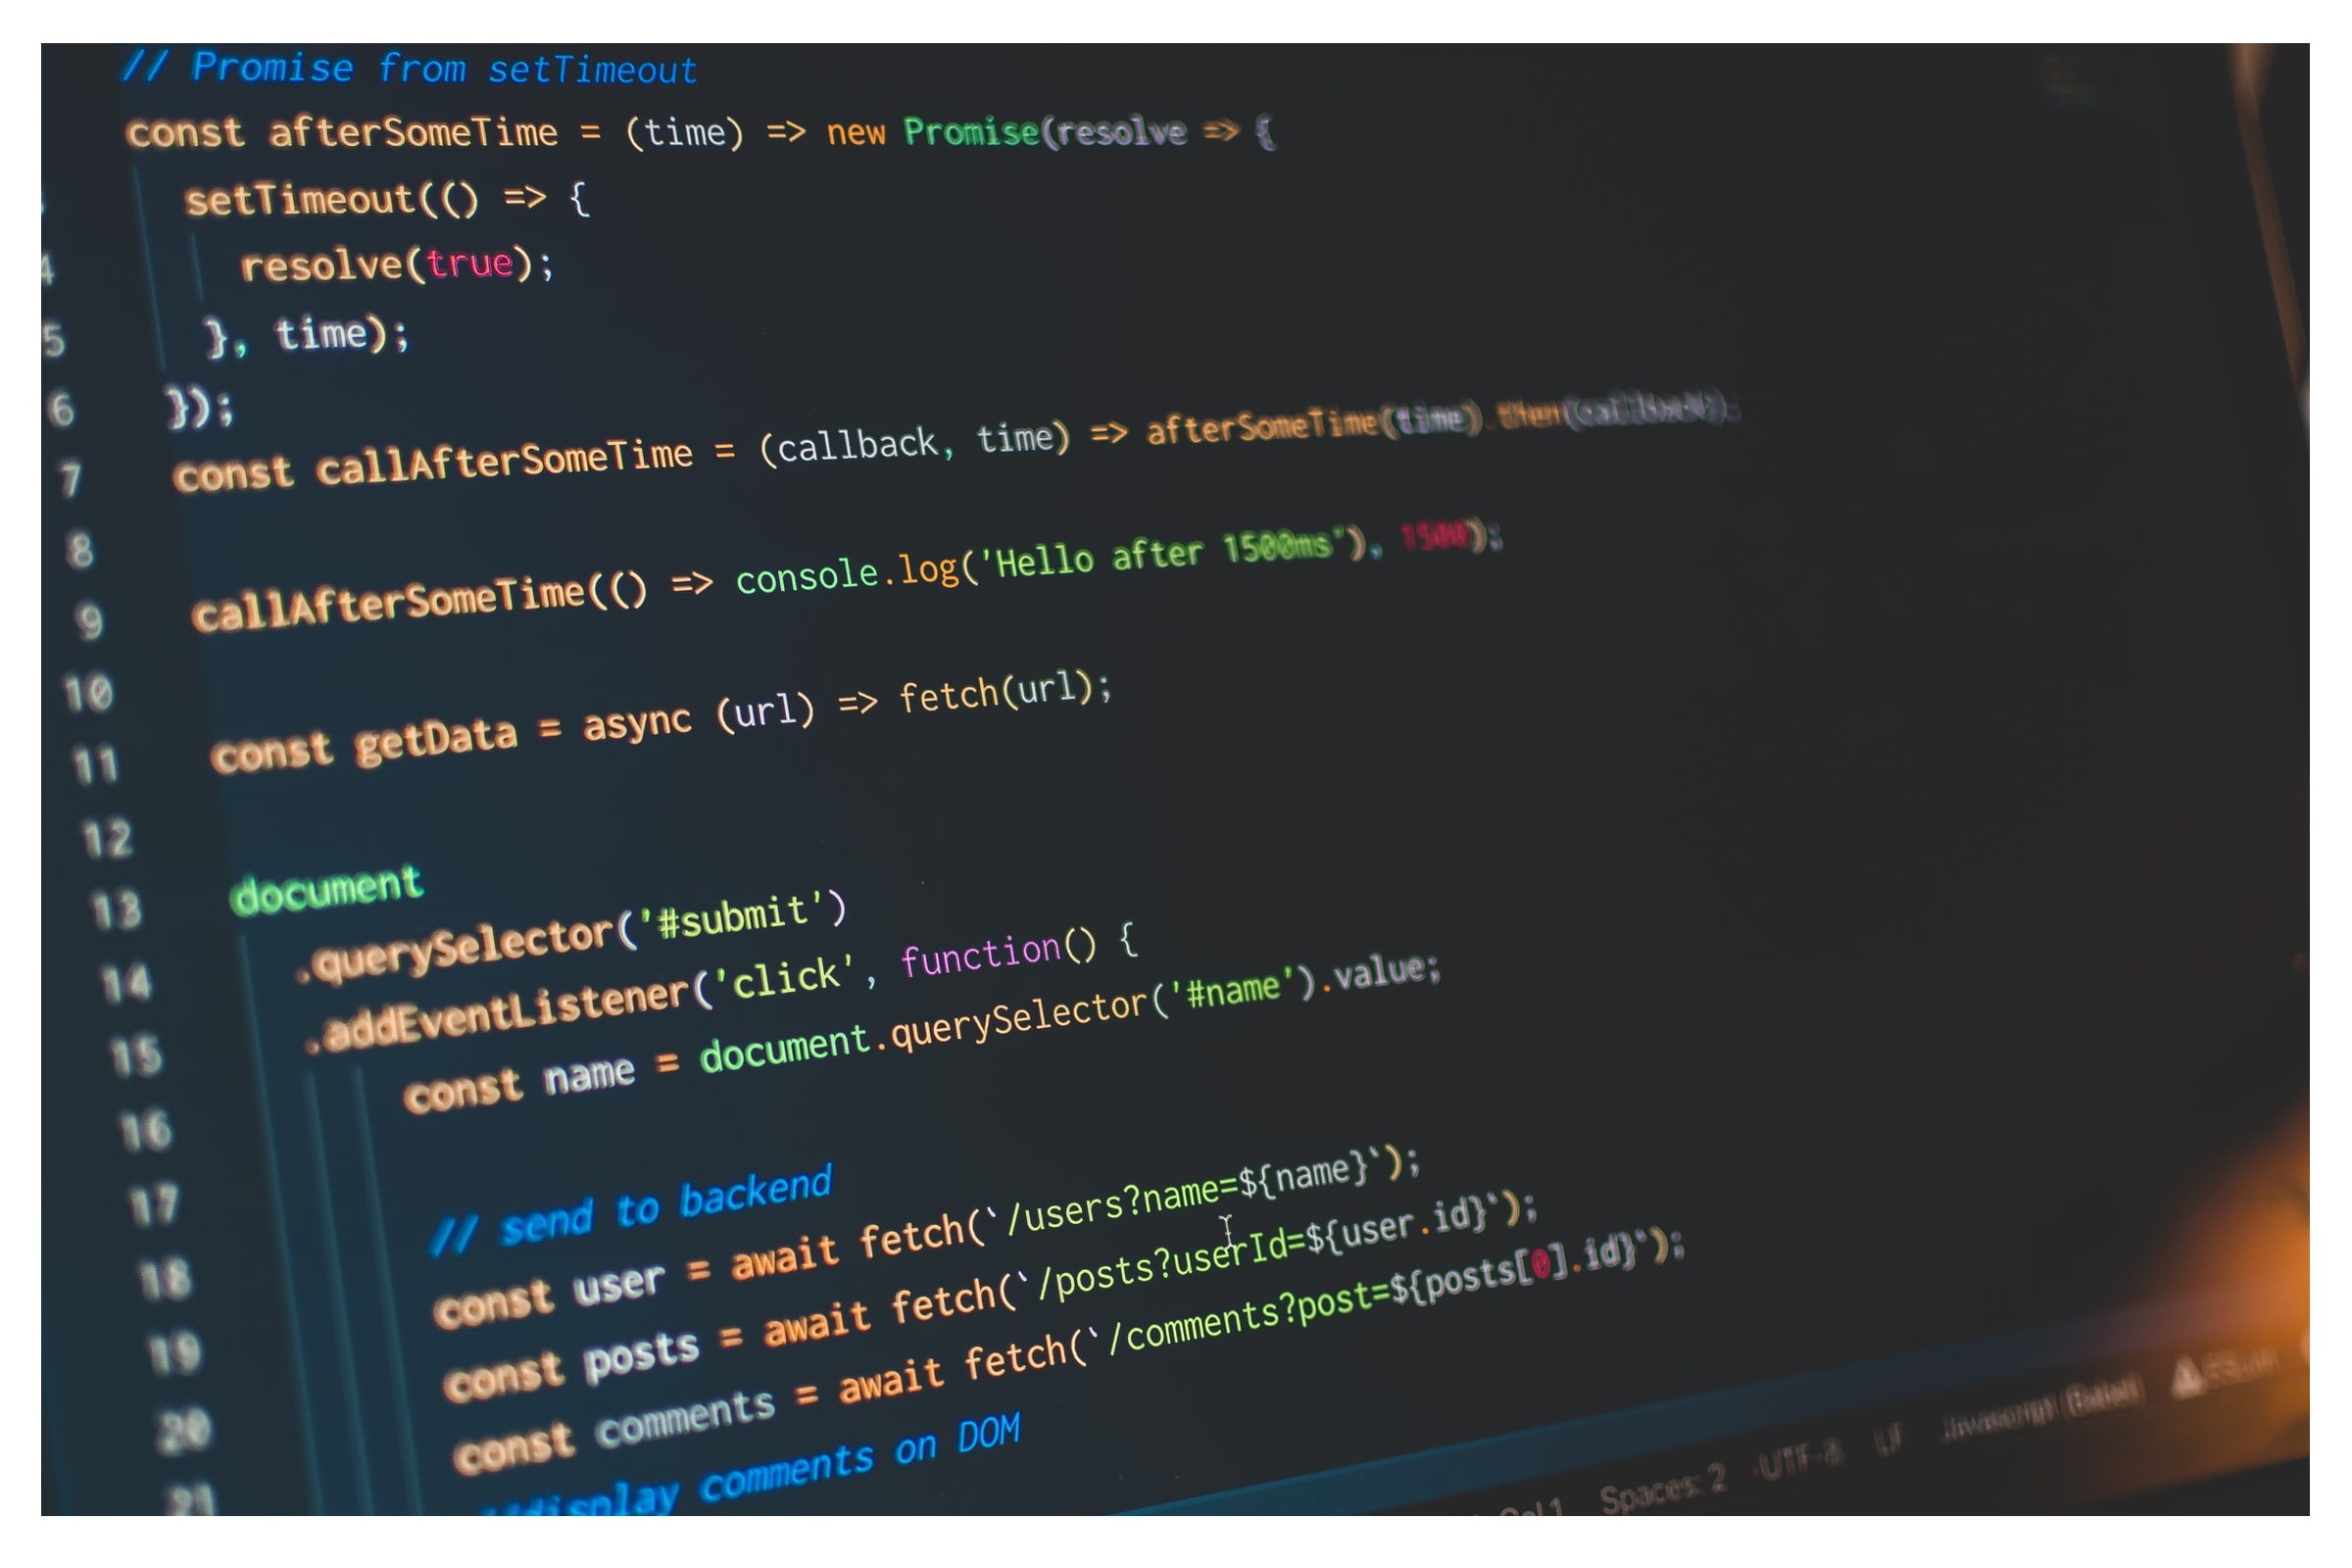 // Promise from setTimeout
const afterSomeTime = (time) => new Promise(resolve => {
setTimeout(() => {
4 resolve(true);
5 }, time);
6 });
7 const callAfterSomeTime = (callback, time) => afterSomeTime(time).then(callback);
8
9 callAfterSomeTime(() => console.log('Hello after 1500ms'), 1500);
10
11 const getData = async (url) => fetch(url);
12
13 document
14 .querySelector('#submit')
15 .addEventListener('click', function() {
16 const name = document.querySelector('#name').value;
17
18 // send to backend
19 const user = await fetch(`/users?name=${name}`);
20 const posts = await fetch(`/posts?userId=${user.id}`);
21 const comments = await fetch(`/comments?post=${posts[0].id}`);
//display comments on DOM
Col 1 Spaces: 2 UTF-8 LF Javascript (Babel)